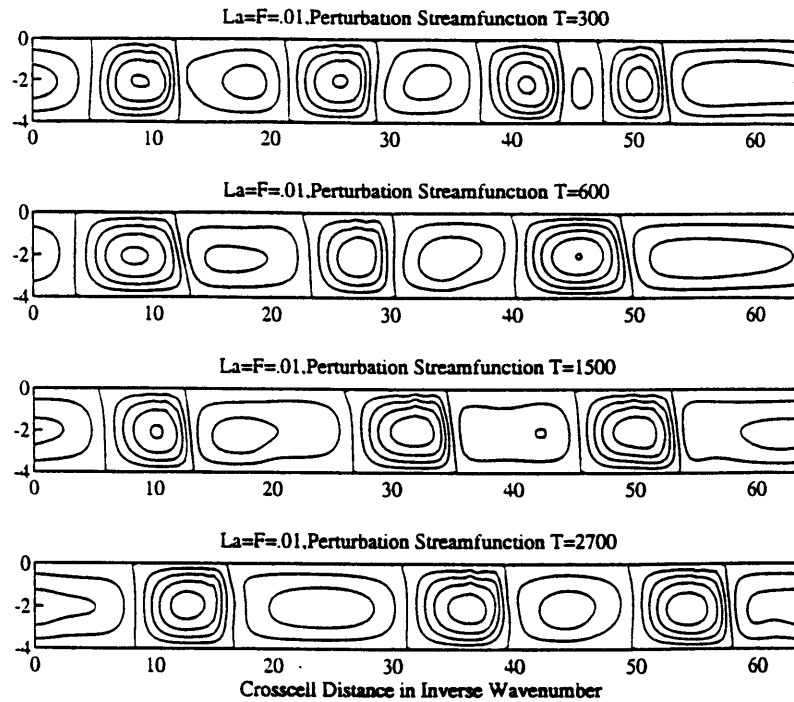 La=F=.01,Perturbation Streamfunction T=300
0
-2
-4
0 10 20 30 40 50 60
La=F=.01,Perturbation Streamfunction T=600
0
-2
-4
0 10 20 30 40 50 60
La=F=.01,Perturbation Streamfunction T=1500
0
-2
-4
0 10 20 30 40 50 60
La=F=.01,Perturbation Streamfunction T=2700
0
-2
-4
0 10 20 30 40 50 60
Crosscell Distance in Inverse Wavenumber